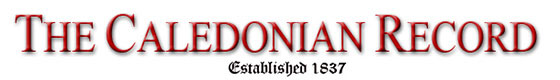 THE CALEDONIAN RECORD
Established 1837